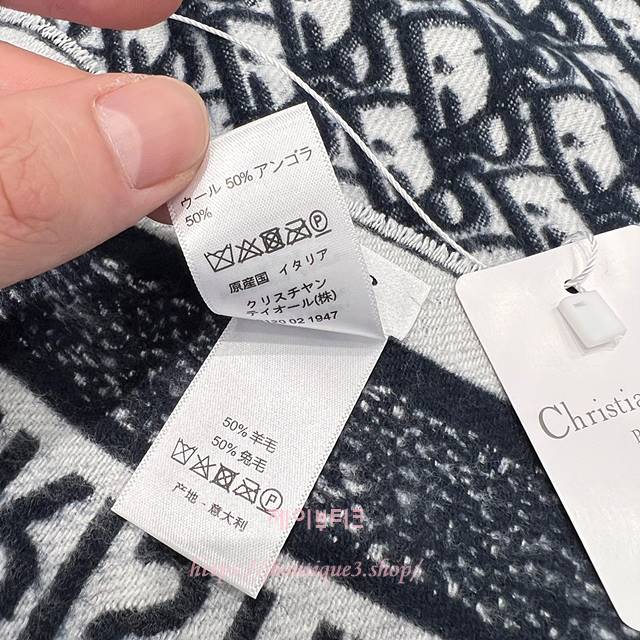 ウール 50% アンゴラ
50%
原産国 イタリア
クリスチャン
ディオール(株)
02 1947
50% 羊毛
50% 兔毛
产地 - 意大利
Christia